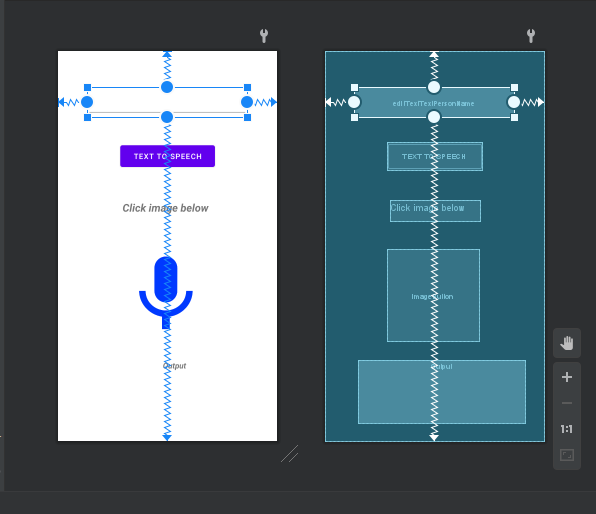 TEXT TO SPEECH
Click image below
Output
editTextTextPersonName
TEXT TO SPEECH
Click image below
ImageButton
Output
1:1